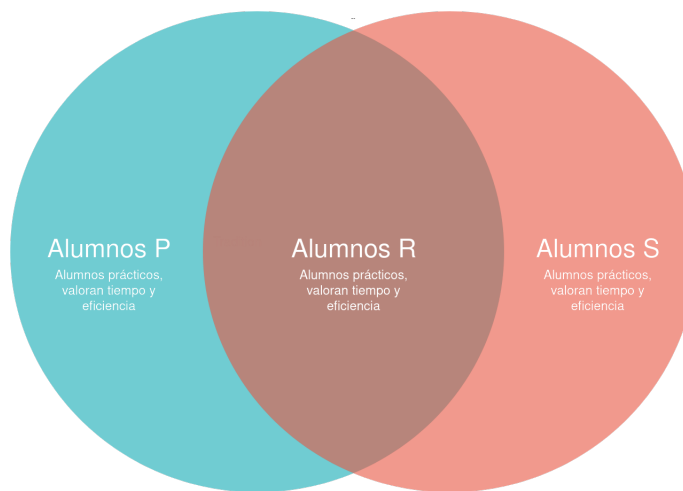 Alumnos P
Alumnos prácticos,
valoran tiempo y
eficiencia
Alumnos R
Alumnos prácticos,
valoran tiempo y
eficiencia
Alumnos S
Alumnos prácticos,
valoran tiempo y
eficiencia